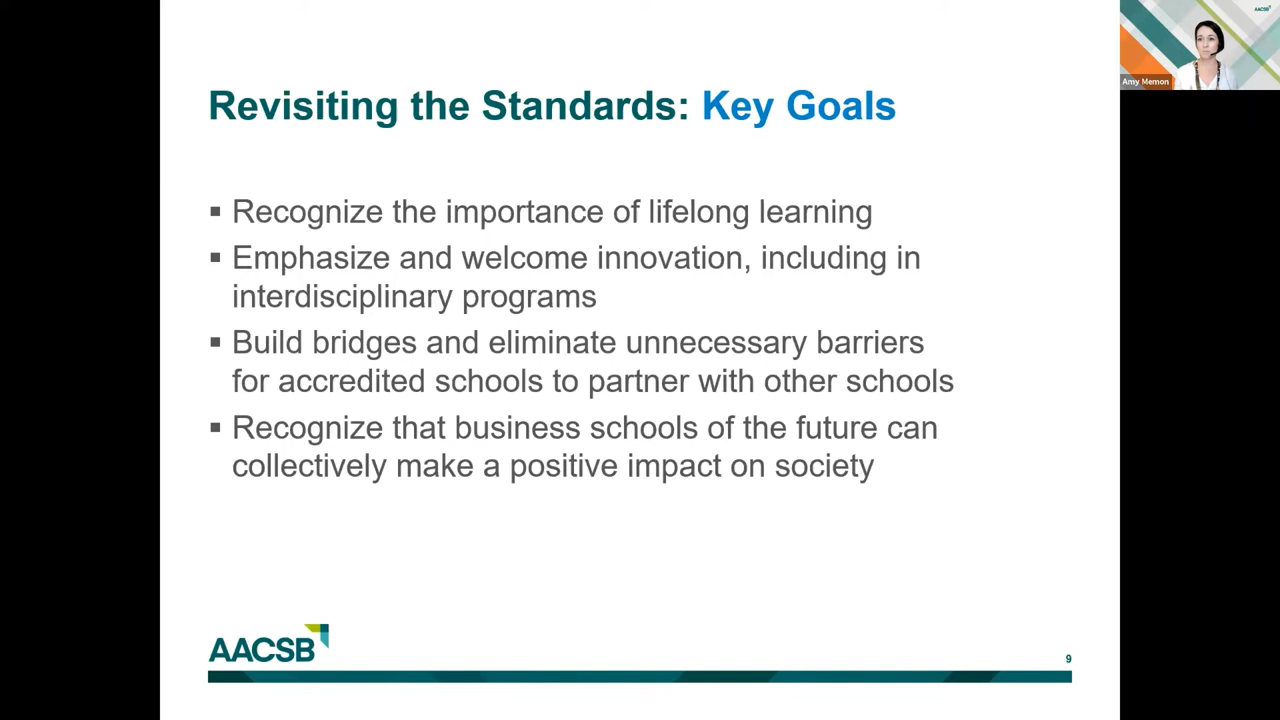 AACSB
Amy Memon
Revisiting the Standards: Key Goals
▪ Recognize the importance of lifelong learning
▪ Emphasize and welcome innovation, including in
interdisciplinary programs
▪ Build bridges and eliminate unnecessary barriers
for accredited schools to partner with other schools
▪ Recognize that business schools of the future can
collectively make a positive impact on society
AACSB
9